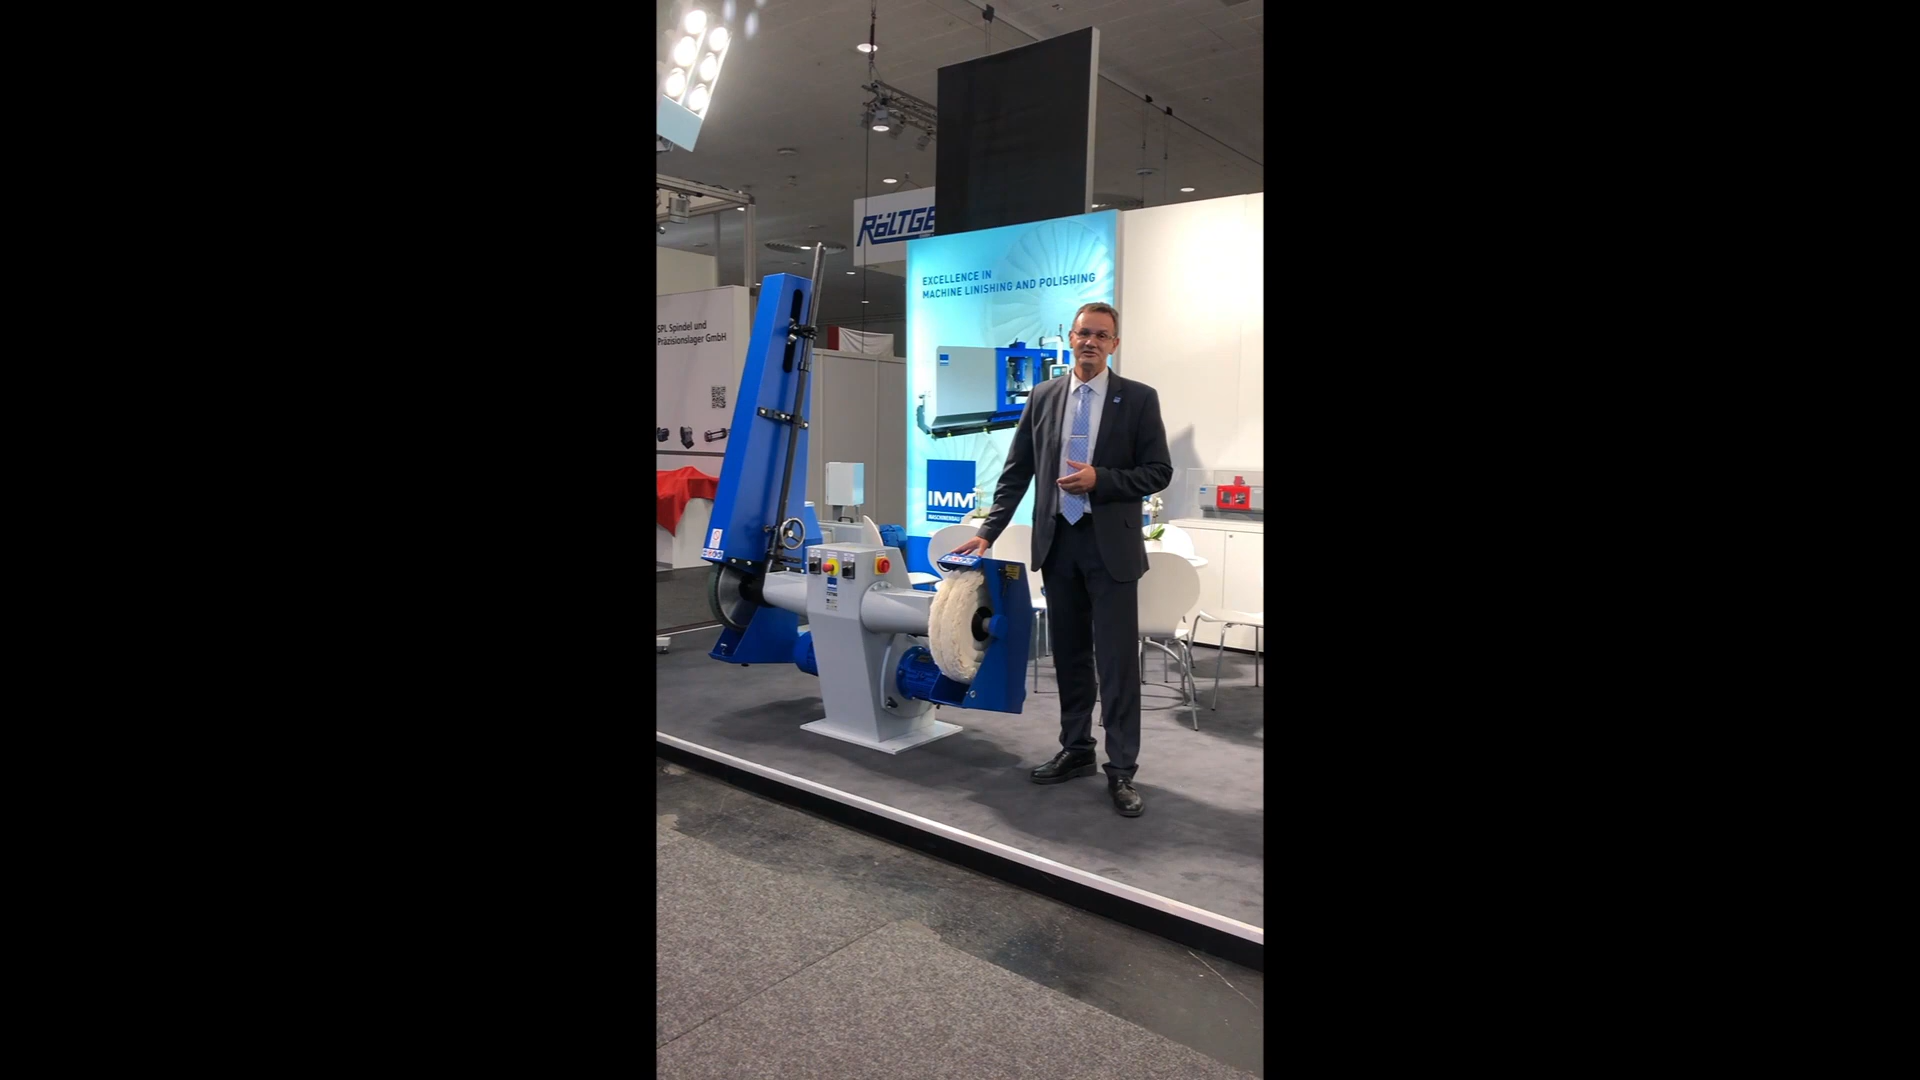 RÖLTGE
EXCELLENCE IN
MACHINE LINISHING AND POLISHING
SPL Spindel und
Präzisionslager GmbH
IMM
MASCHINENBAU